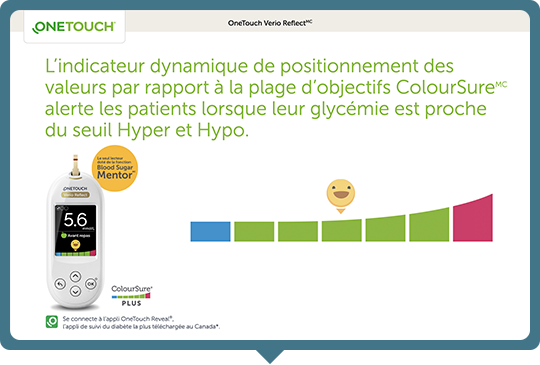 ONETOUCH®
OneTouch Verio Reflect MC
L'indicateur dynamique de positionnement des
valeurs par rapport à la plage d'objectifs ColourSure MC
alerte les patients lorsque leur glycémie est proche
du seuil Hyper et Hypo.
Le seul lecteur
doté de la fonction
Blood Sugar
Mentor
ONETOUCH
Verio Reflect
5.6
mmol/L
Avant repas
OK
ColourSure
PLUS
Se connecte à l'appli OneTouch Reveal®,
l'appli de suivi du diabète la plus téléchargée au Canada*.